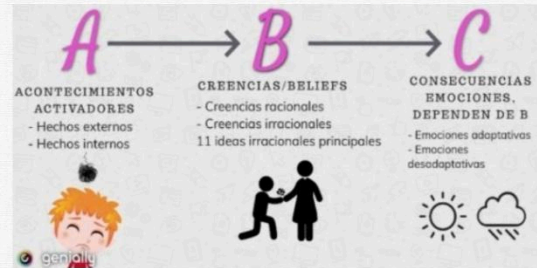 A
ACONTECIMIENTOS
ACTIVADORES
- Hechos externos
- Hechos internos
B
CREENCIAS/BELIEFS
- Creencias racionales
- Creencias irracionales
11 ideas irracionales principales
C
CONSECUENCIAS
EMOCIONES,
DEPENDEN DE B
- Emociones adaptativas
- Emociones
desadaptativas
genially